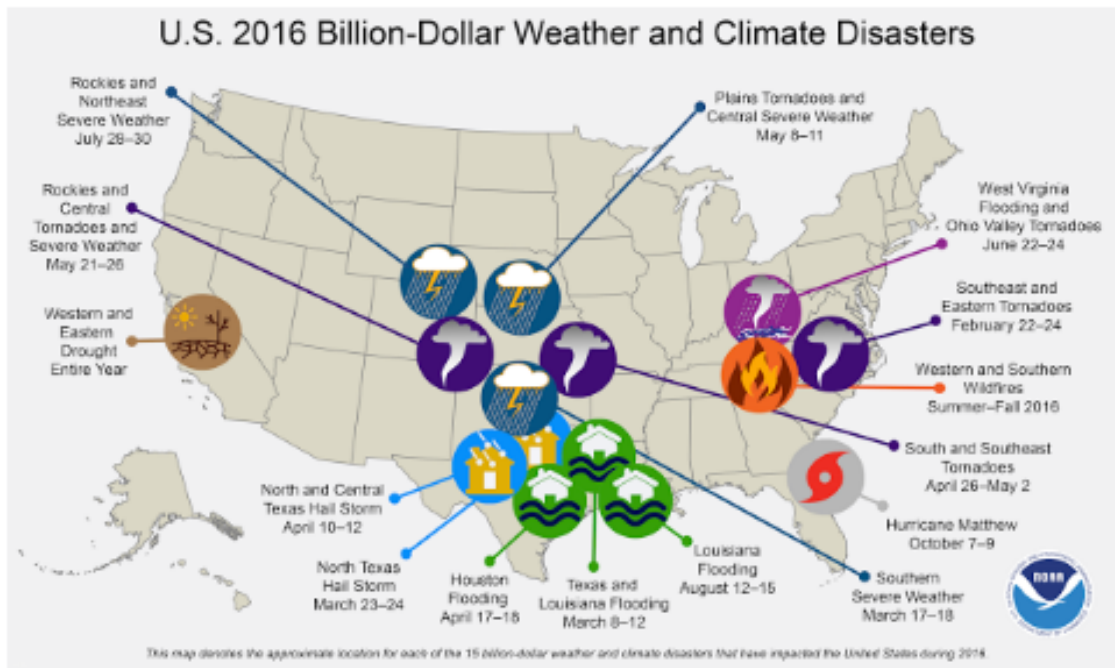 U.S. 2016 Billion-Dollar Weather and Climate Disasters
Rockies and
Northeast
Severe Weather
July 28–30
Plains Tornadoes and
Central Severe Weather
May 8–11
Rockies and
Central
Tornadoes and
Severe Weather
May 21–26
West Virginia
Flooding and
Ohio Valley Tornadoes
June 22–24
Southeast and
Eastern Tornadoes
February 22–24
Western and
Eastern
Drought
Entire Year
Western and Southern
Wildfires
Summer–Fall 2016
South and Southeast
Tornadoes
April 26–May 2
North and Central
Texas Hail Storm
April 10–12
Hurricane Matthew
October 7–9
North Texas
Hail Storm
March 23–24
Houston
Flooding
April 17–18
Texas and
Louisiana Flooding
March 8–12
Louisiana
Flooding
August 12–15
Southern
Severe Weather
March 17–18
NOAA
This map denotes the approximate location for each of the 15 billion-dollar weather and climate disasters that have impacted the United States during 2016.